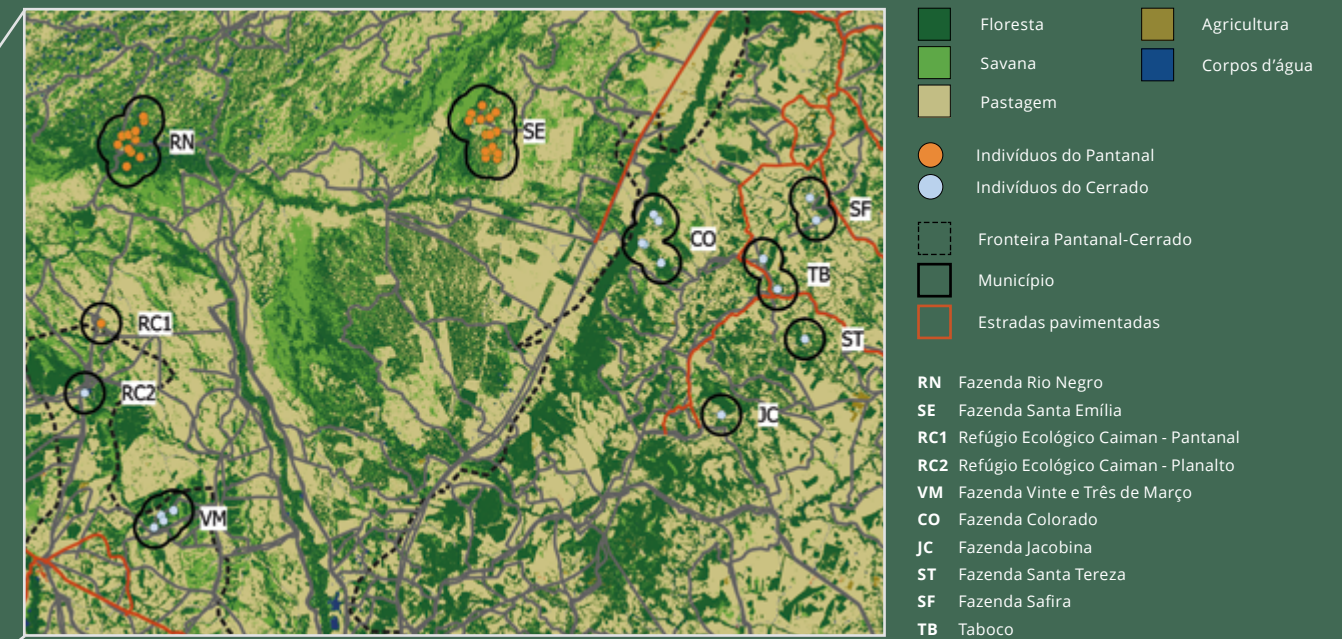 RN
SE
CO
SF
TB
RC1
ST
RC2
JC
VM
Floresta
Savana
Pastagem
Agricultura
Corpos d'água
Indivíduos do Pantanal
Indivíduos do Cerrado
Fronteira Pantanal-Cerrado
Município
Estradas pavimentadas
RN Fazenda Rio Negro
SE Fazenda Santa Emília
RC1 Refúgio Ecológico Caiman - Pantanal
RC2 Refúgio Ecológico Caiman - Planalto
VM Fazenda Vinte e Três de Março
CO Fazenda Colorado
JC Fazenda Jacobina
ST Fazenda Santa Tereza
SF Fazenda Safira
TB Taboco